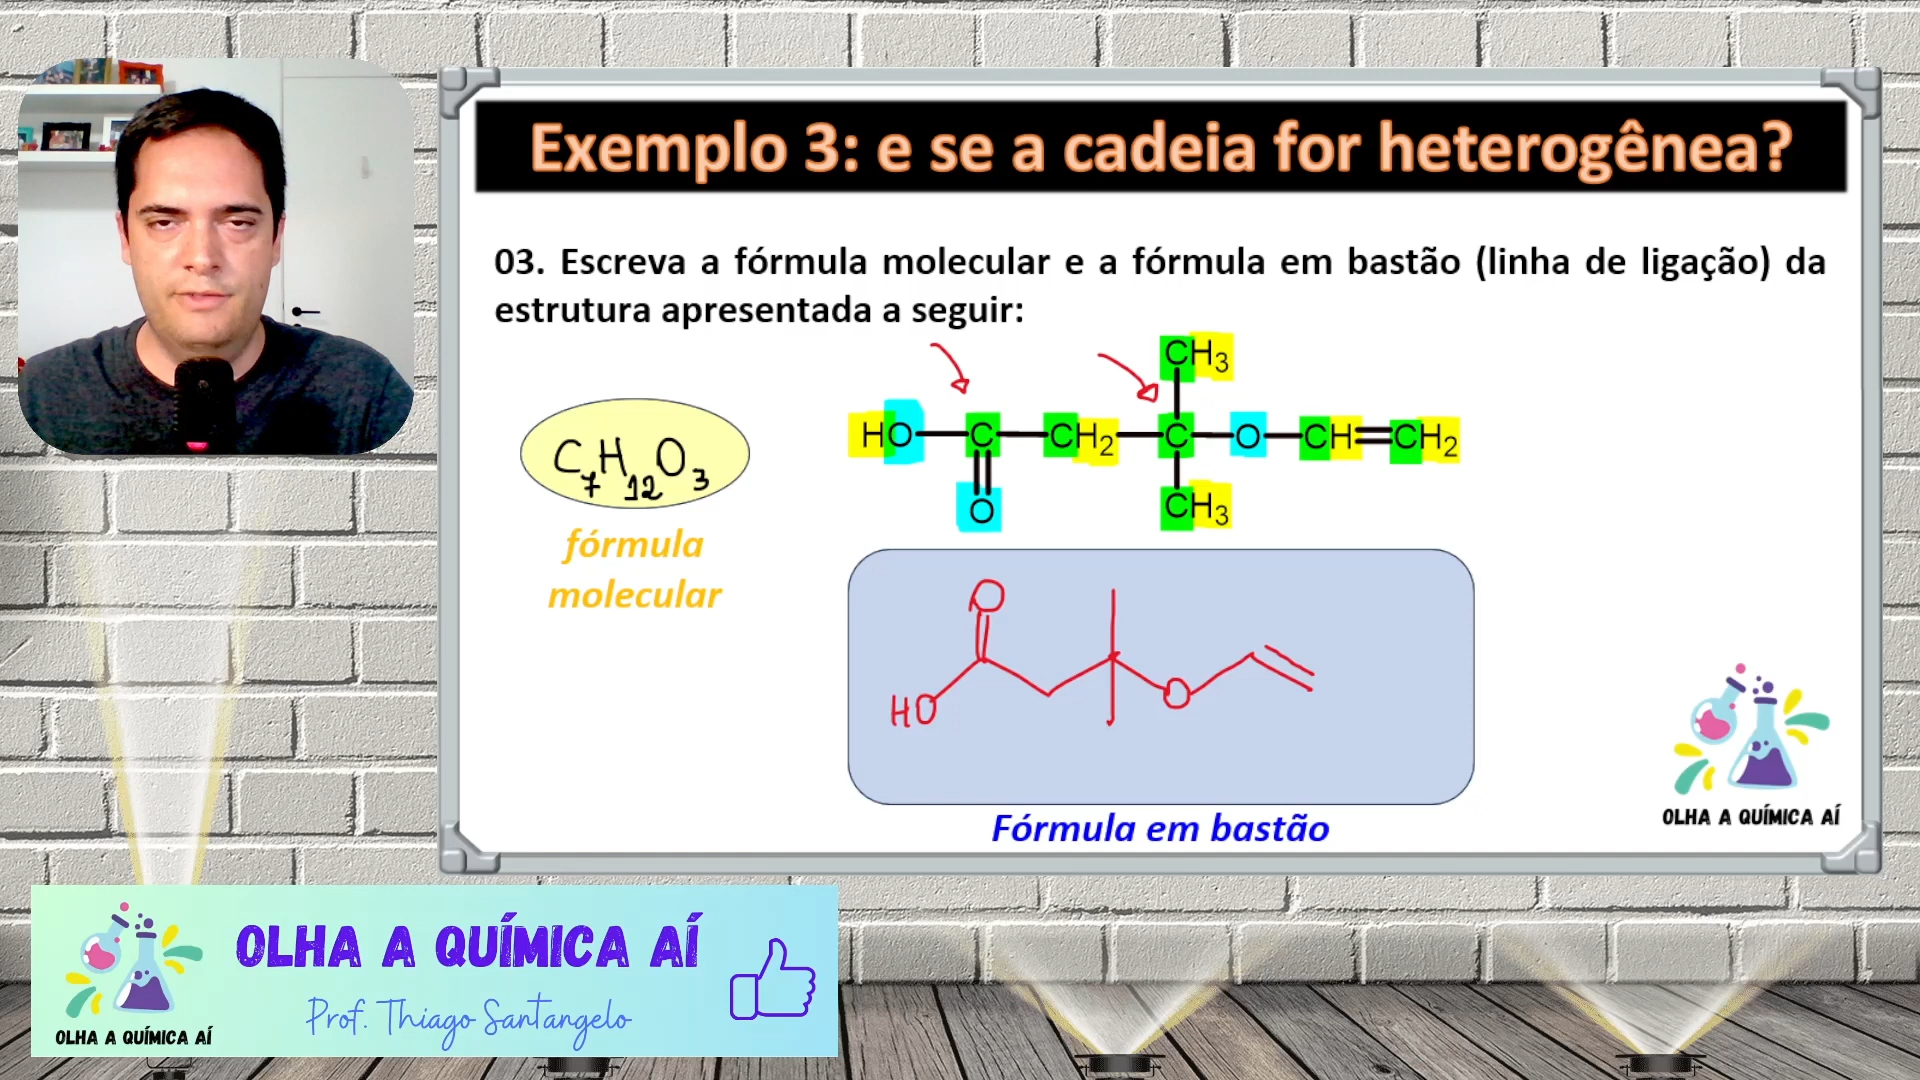 Exemplo 3: e se a cadeia for heterogênea?
03. Escreva a fórmula molecular e a fórmula em bastão (linha de ligação) da
estrutura apresentada a seguir:
CH3
HO C CH2 C O CH CH2
O CH3
C7H12O3
fórmula
molecular
O
HO O
Fórmula em bastão
OLHA A QUÍMICA AÍ
OLHA A QUÍMICA AÍ
Prof. Thiago Santangelo
OLHA A QUÍMICA AÍ